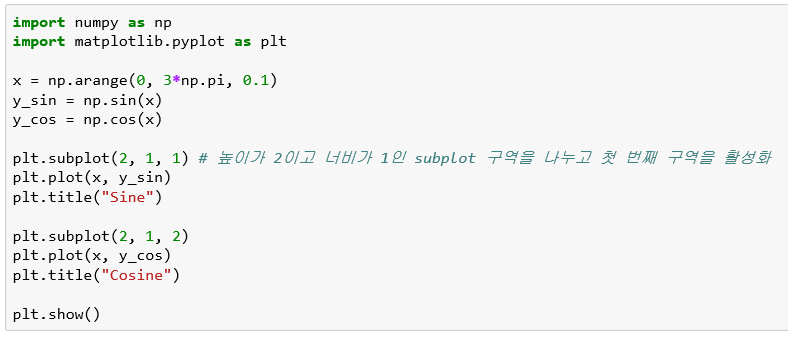 import numpy as np
import matplotlib.pyplot as plt
x = np.arange(0, 3*np.pi, 0.1)
y_sin = np.sin(x)
y_cos = np.cos(x)
plt.subplot(2, 1, 1) # 높이가 2이고 너비가 1인 subplot 구역을 나누고 첫 번째 구역을 활성화
plt.plot(x, y_sin)
plt.title("Sine")
plt.subplot(2, 1, 2)
plt.plot(x, y_cos)
plt.title("Cosine")
plt.show()